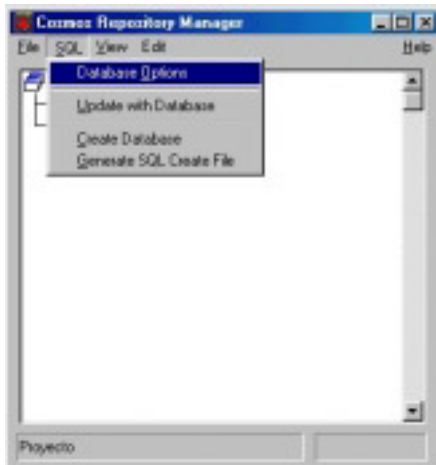 Cosmos Repository Manager
File SQL View Edit Help
Database Options
Update with Database
Create Database
Generate SQL Create File
Proyecto